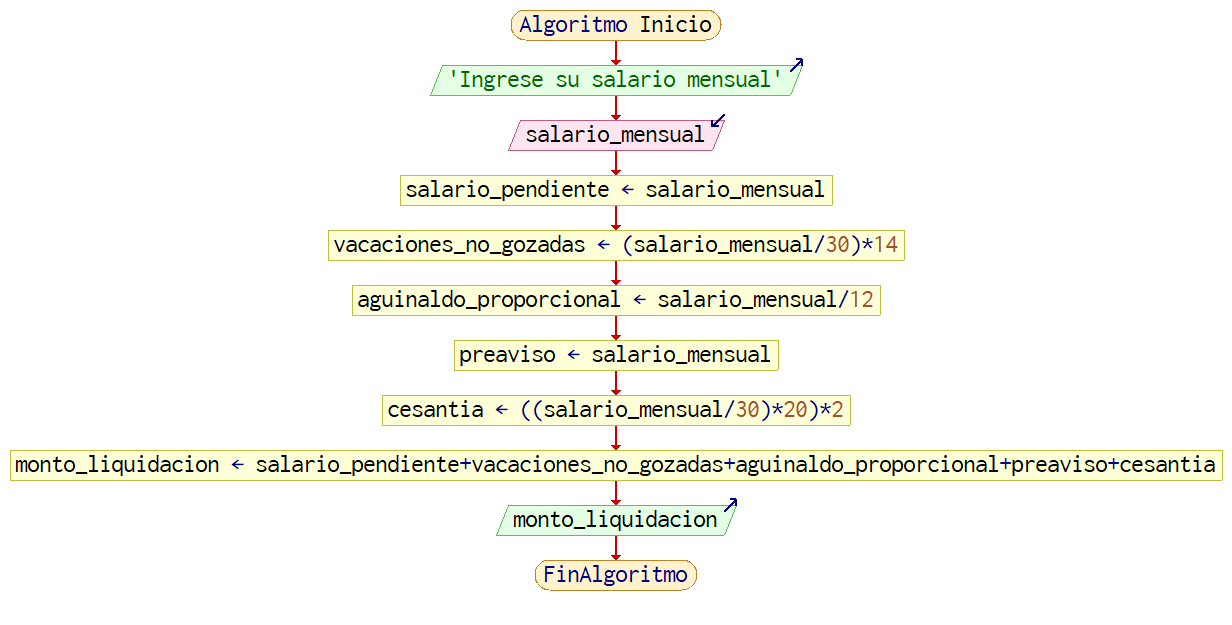 Algoritmo Inicio
'Ingrese su salario mensual'
salario_mensual
salario_pendiente ← salario_mensual
vacaciones_no_gozadas ← (salario_mensual/30)*14
aguinaldo_proporcional ← salario_mensual/12
preaviso ← salario_mensual
cesantia ← ((salario_mensual/30)*20)*2
monto_liquidacion ← salario_pendiente+vacaciones_no_gozadas+aguinaldo_proporcional+preaviso+cesantia
monto_liquidacion
FinAlgoritmo